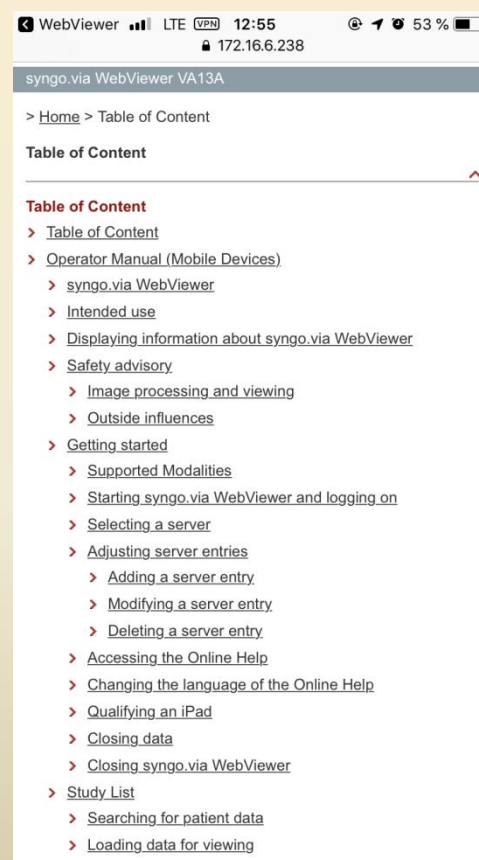 WebViewer LTE VPN 12:55 53 %
172.16.6.238
syngo.via WebViewer VA13A
> Home > Table of Content
Table of Content
Table of Content
Table of Content
Operator Manual (Mobile Devices)
syngo.via WebViewer
Intended use
Displaying information about syngo.via WebViewer
Safety advisory
Image processing and viewing
Outside influences
Getting started
Supported Modalities
Starting syngo.via WebViewer and logging on
Selecting a server
Adjusting server entries
Adding a server entry
Modifying a server entry
Deleting a server entry
Accessing the Online Help
Changing the language of the Online Help
Qualifying an iPad
Closing data
Closing syngo.via WebViewer
Study List
Searching for patient data
Loading data for viewing